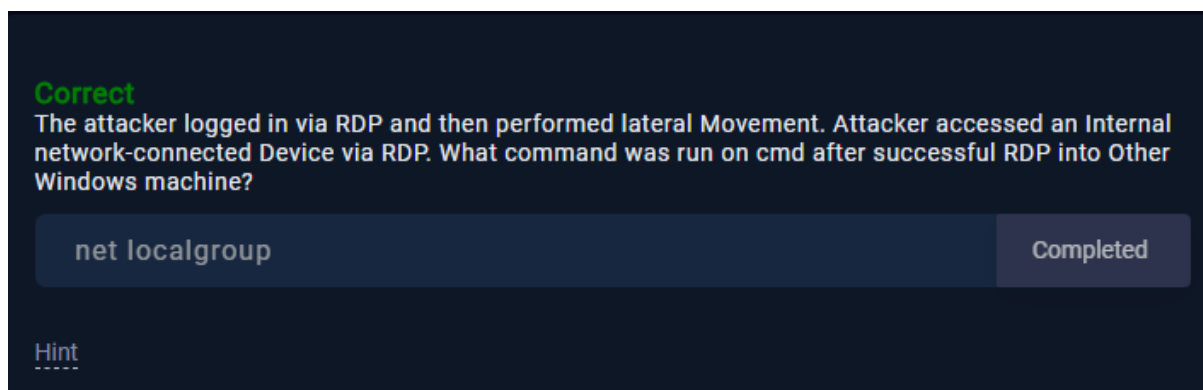 Correct
The attacker logged in via RDP and then performed lateral Movement. Attacker accessed an Internal
network-connected Device via RDP. What command was run on cmd after successful RDP into Other
Windows machine?
net localgroup
Completed
Hint